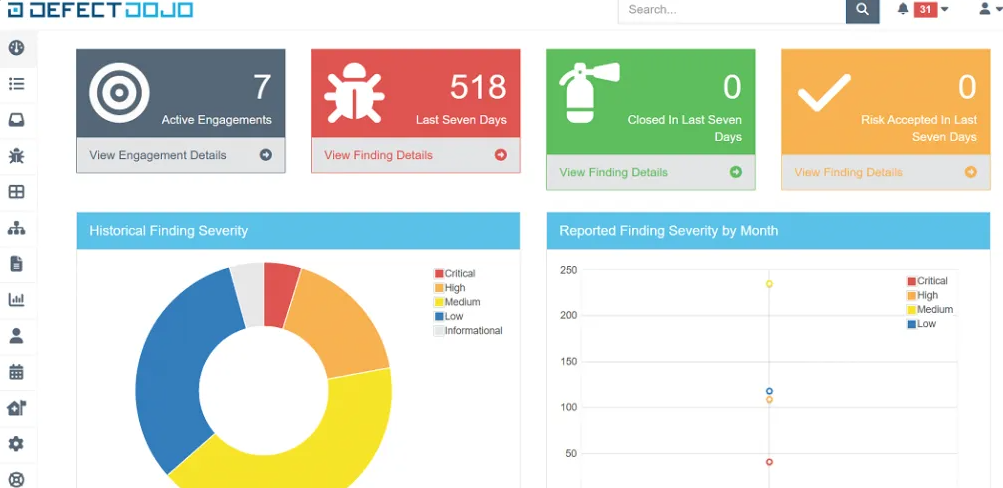 DEFECTDOJO
Search...
31
7
Active Engagements
View Engagement Details
518
Last Seven Days
View Finding Details
0
Closed In Last Seven
Days
View Finding Details
0
Risk Accepted In Last
Seven Days
View Finding Details
Historical Finding Severity
Critical
High
Medium
Low
Informational
Reported Finding Severity by Month
250
200
150
100
50
Critical
High
Medium
Low